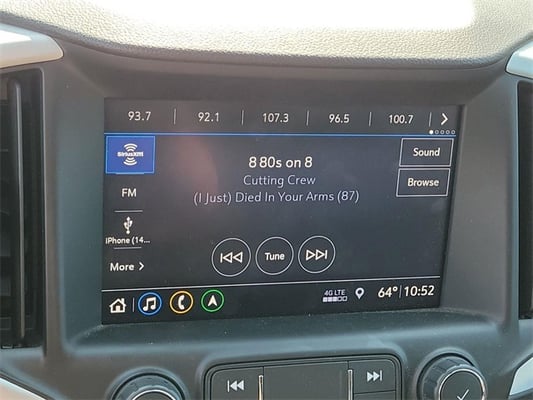 93.7 92.1 107.3 96.5 100.7
SiriusXM
8 80s on 8
Sound
Cutting Crew
Browse
FM
(I Just) Died In Your Arms (87)
iPhone (14...
More
Tune
4G LTE
64° 10:52